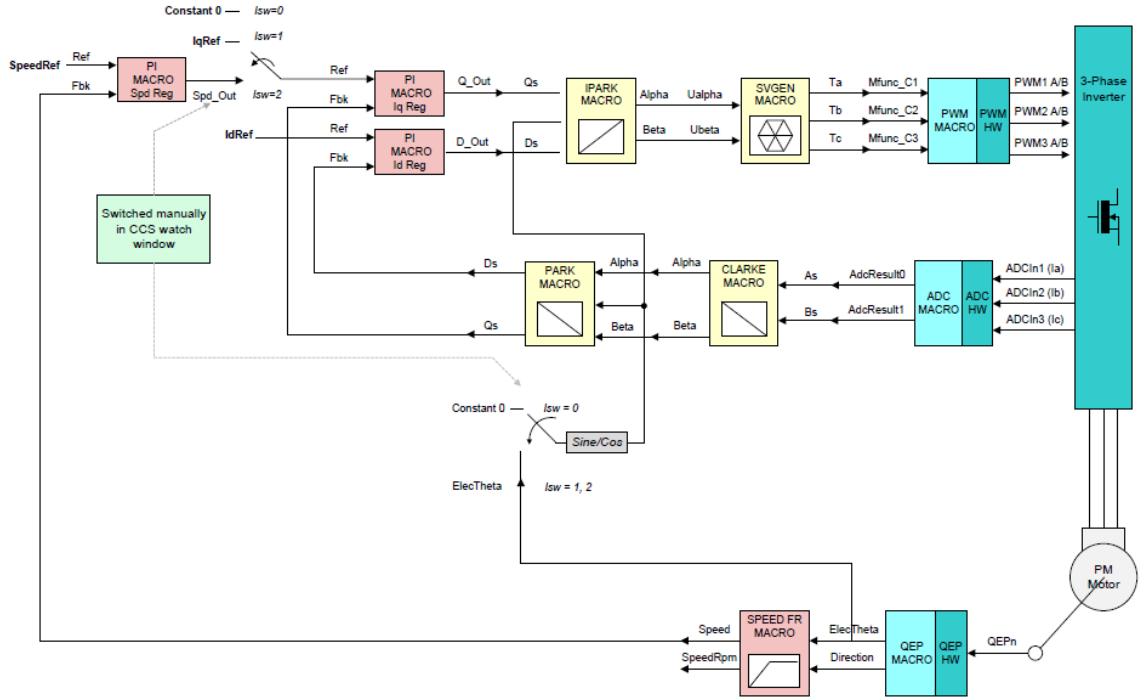 Constant 0
lsw=0
IqRef
lsw=1
SpeedRef
Ref
Fbk
PI
MACRO
Spd Reg
Spd_Out
lsw=2
Ref
Fbk
PI
MACRO
Iq Reg
Q_Out
Qs
IdRef
Ref
Fbk
PI
MACRO
Id Reg
D_Out
Ds
IPARK
MACRO
Alpha
Ualpha
Beta
Ubeta
SVGEN
MACRO
Ta
Mfunc_C1
Tb
Mfunc_C2
Tc
Mfunc_C3
PWM
MACRO
PWM
HW
PWM1 A/B
PWM2 A/B
PWM3 A/B
3-Phase
Inverter
Switched manually
in CCS watch
window
Ds
Qs
PARK
MACRO
Alpha
Alpha
Beta
Beta
CLARKE
MACRO
As
AdcResult0
Bs
AdcResult1
ADC
MACRO
ADC
HW
ADCIn1 (Ia)
ADCIn2 (Ib)
ADCIn3 (Ic)
Constant 0
lsw = 0
Sine/Cos
ElecTheta
lsw = 1, 2
PM
Motor
Speed
SpeedRpm
SPEED FR
MACRO
ElecTheta
Direction
QEP
MACRO
QEP
HW
QEPn